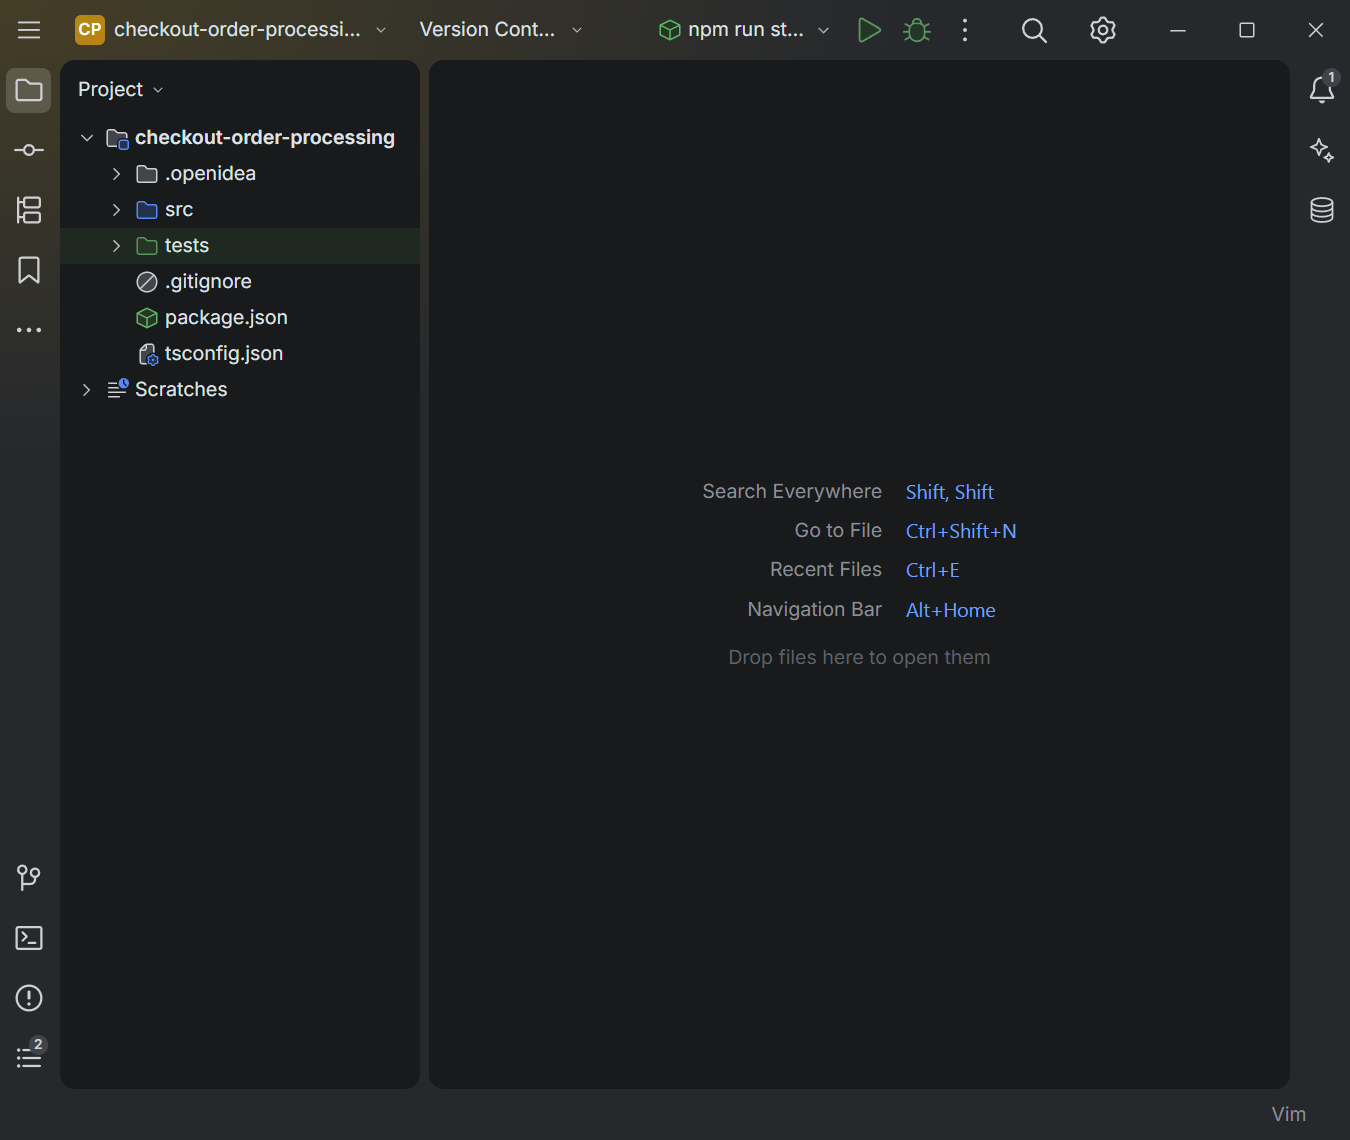 CP checkout-order-processi... Version Cont... npm run st...
1
Project
checkout-order-processing
.openidea
src
tests
.gitignore
package.json
tsconfig.json
Scratches
Search Everywhere Shift, Shift
Go to File Ctrl+Shift+N
Recent Files Ctrl+E
Navigation Bar Alt+Home
Drop files here to open them
2
Vim